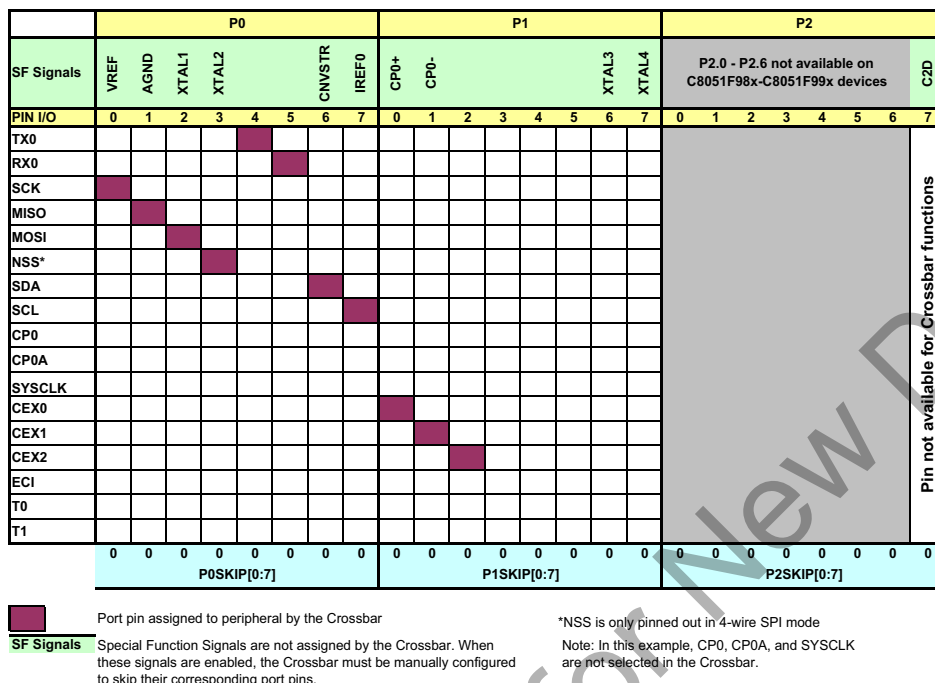 P0 P1 P2
SF Signals VREF AGND XTAL1 XTAL2 CNVSTR IREF0 CP0+ CP0- XTAL3 XTAL4 P2.0 - P2.6 not available on C2D
C8051F98x-C8051F99x devices
PIN I/O 0 1 2 3 4 5 6 7 0 1 2 3 4 5 6 7 0 1 2 3 4 5 6 7
TX0
RX0
SCK
MISO
MOSI
NSS*
SDA
SCL
CP0
CP0A
SYSCLK
CEX0
CEX1
CEX2
ECI
T0
T1
Pin not available for Crossbar functions
0 0 0 0 0 0 0 0 0 0 0 0 0 0 0 0 0 0 0 0 0 0 0 0
P0SKIP[0:7] P1SKIP[0:7] P2SKIP[0:7]
Port pin assigned to peripheral by the Crossbar
*NSS is only pinned out in 4-wire SPI mode
SF Signals Special Function Signals are not assigned by the Crossbar. When
these signals are enabled, the Crossbar must be manually configured
to skip their corresponding port pins.
Note: In this example, CP0, CP0A, and SYSCLK
are not selected in the Crossbar.
for New D